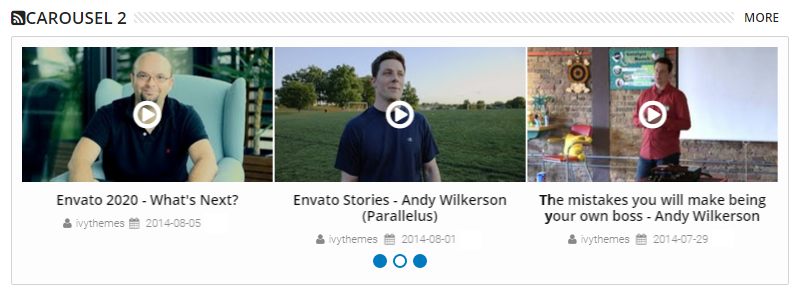 CAROUSEL 2
MORE
Envato 2020 - What's Next?
ivythemes 2014-08-05
Envato Stories - Andy Wilkerson
(Parallelus)
ivythemes 2014-08-01
The mistakes you will make being
your own boss - Andy Wilkerson
ivythemes 2014-07-29